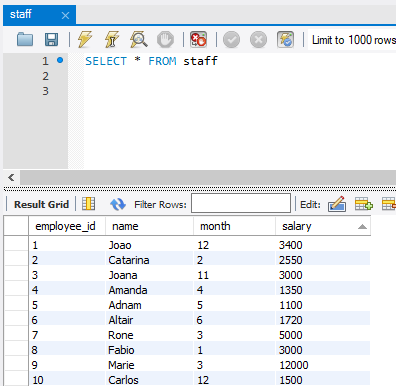 staff
Limit to 1000 rows
1 SELECT * FROM staff
2
3
Result Grid Filter Rows: Edit:
employee_id name month salary
1 Joao 12 3400
2 Catarina 2 2550
3 Joana 11 3000
4 Amanda 4 1350
5 Adnam 5 1100
6 Altair 6 1720
7 Rone 3 5000
8 Fabio 1 3000
9 Marie 3 12000
10 Carlos 12 1500